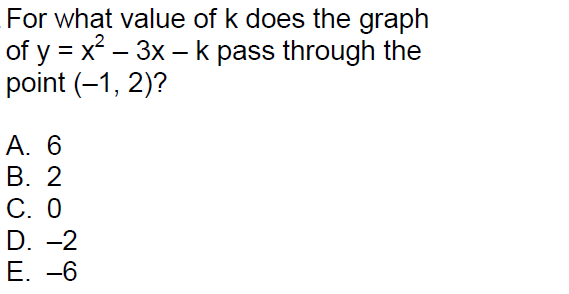 For what value of k does the graph
of y = x² – 3x – k pass through the
point (–1, 2)?
A. 6
B. 2
C. 0
D. –2
E. –6